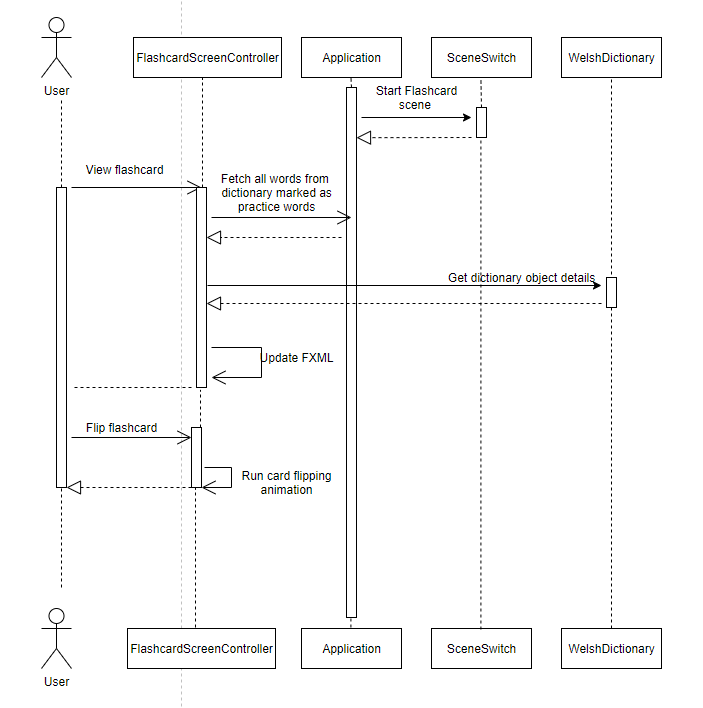 User
FlashcardScreenController
Application
SceneSwitch
WelshDictionary
Start Flashcard
scene
View flashcard
Fetch all words from
dictionary marked as
practice words
Get dictionary object details
Update FXML
Flip flashcard
Run card flipping
animation
FlashcardScreenController
Application
SceneSwitch
WelshDictionary
User